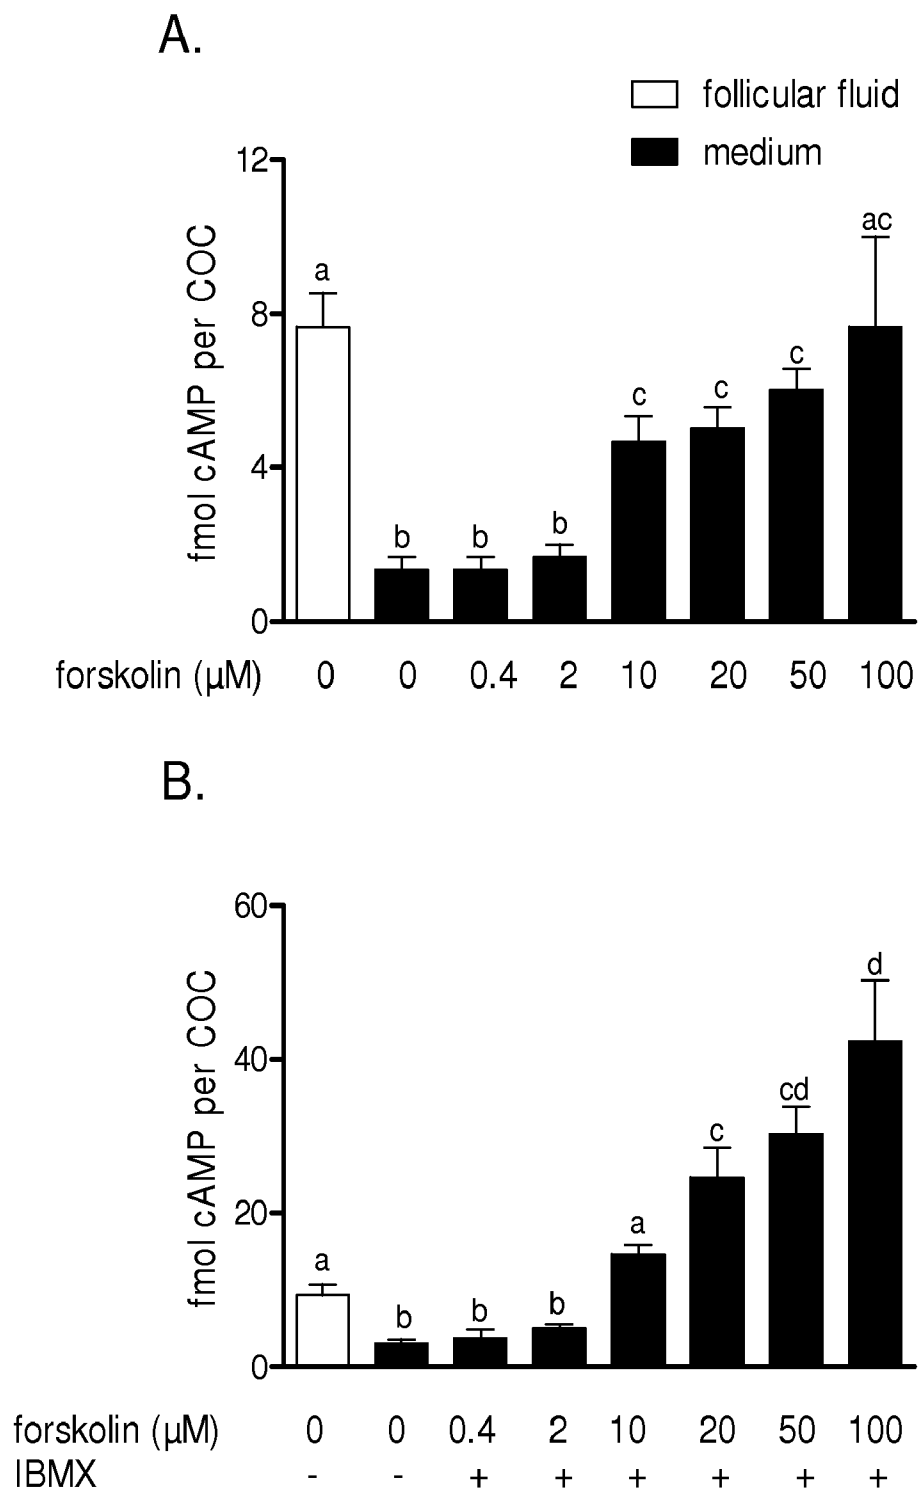 A.
follicular fluid
medium
12
8
4
0
fmol cAMP per COC
a
b
b
b
c
c
c
ac
forskolin (µM) 0 0 0.4 2 10 20 50 100
B.
60
40
20
0
fmol cAMP per COC
a
b
b
b
a
c
cd
d
forskolin (µM) 0 0 0.4 2 10 20 50 100
IBMX - - + + + + + +